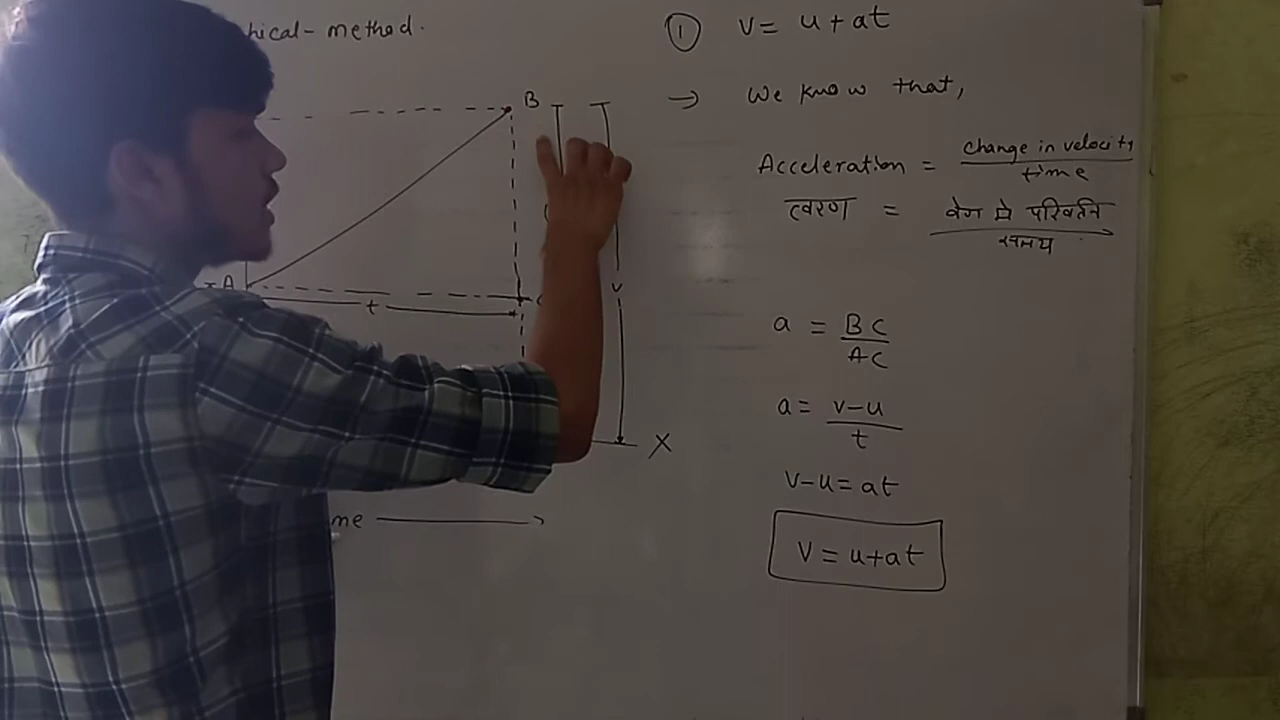 hical-method.
B
A
t
v
X
me
① v = u + at
→ We know that,
Acceleration = change in velocity / time
त्वरण = वेग में परिवर्तन / समय
a = BC / AC
a = v-u / t
v-u = at
v = u+at